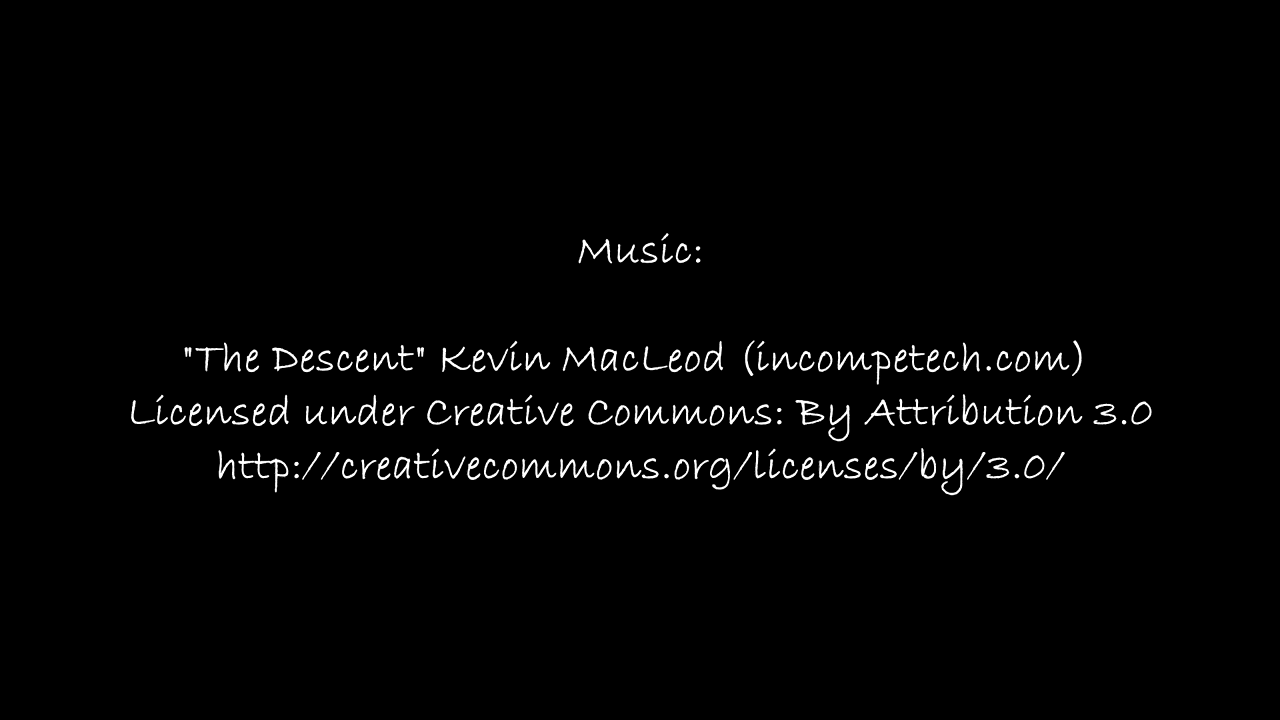 Music:
"The Descent" Kevin MacLeod (incompetech.com)
Licensed under Creative Commons: By Attribution 3.0
http://creativecommons.org/licenses/by/3.0/